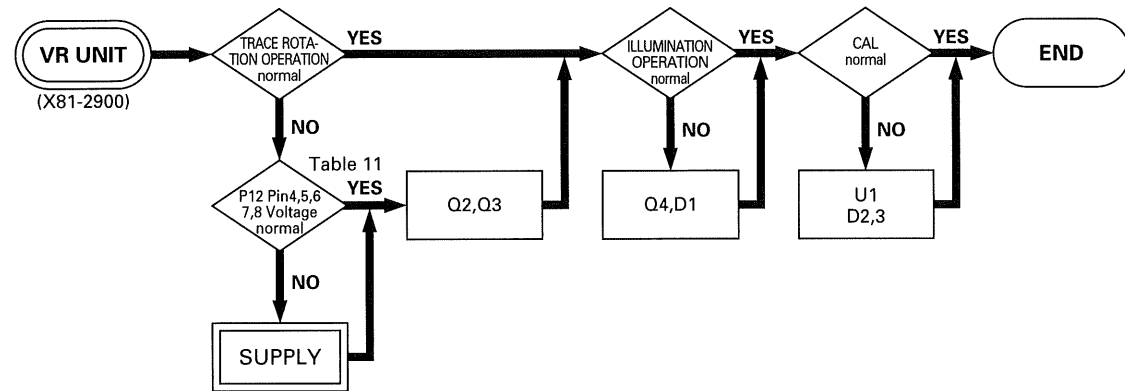 VR UNIT
(X81-2900)
TRACE ROTA-
TION OPERATION
normal
YES
NO
ILLUMINATION
OPERATION
normal
YES
NO
CAL
normal
YES
NO
END
Table 11
P12 Pin4,5,6
7,8 Voltage
normal
YES
NO
Q2,Q3
Q4,D1
U1
D2,3
SUPPLY